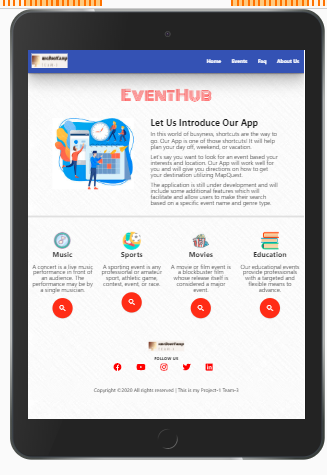 Home Events Faq About Us
EVENTHUB
Let Us Introduce Our App
In this world of busyness, shortcuts are the way to
go. Our App is one of those shortcuts! It will help
plan your day off, weekend, or vacation.
Let's say you want to look for an event based your
interests and location. Our App will work well for
you and will give you directions on how to get
your destination utilizing MapQuest.
The application is still under development and will
include some additional features which will
facilitate and allow users to make their search
based on a specific event name and genre type.
Music
A concert is a live music
performance in front of
an audience. The
performance may be by
a single musician.
Sports
A sporting event is any
professional or amateur
sport, athletic game,
contest, event, or race.
Movies
A movie or film event is
a blockbuster film
whose release itself is
considered a major
event.
Education
Our educational events
provide professionals
with a targeted and
flexible means to
advance.
FOLLOW US
Copyright ©2020 All rights reserved | This is my Project-1 Team-3